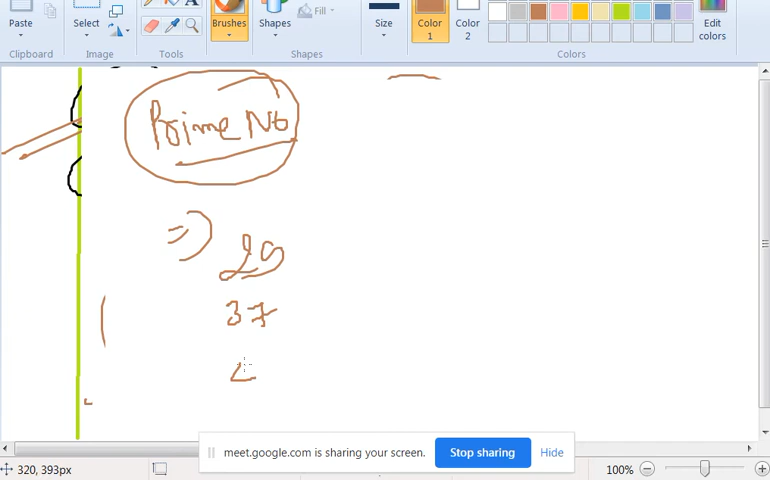 Paste
Select
Brushes
Shapes
Fill
Size
Color 1
Color 2
Edit colors
Clipboard
Image
Tools
Shapes
Colors
Prime No
=>
29
37
meet.google.com is sharing your screen.
Stop sharing
Hide
320, 393px
100%